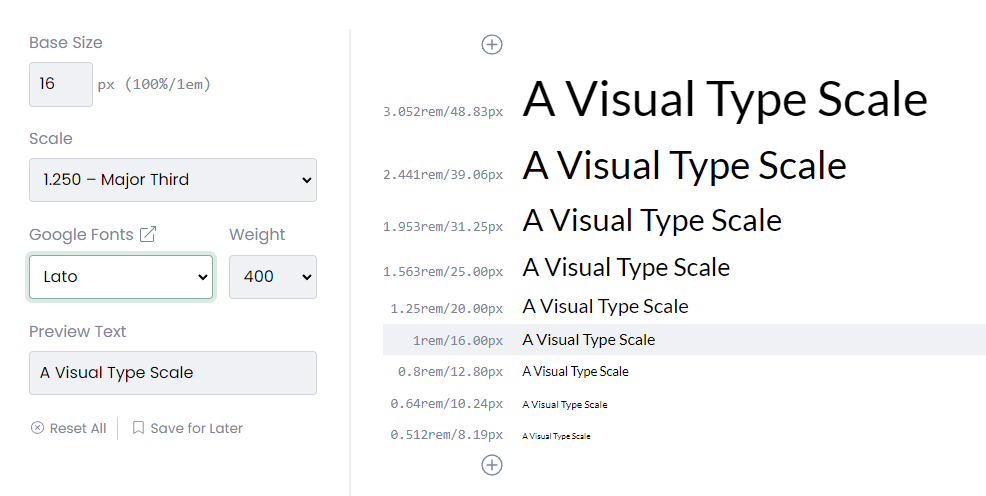 Base Size
16 px (100%/1em)
Scale
1.250 – Major Third
Google Fonts Weight
Lato 400
Preview Text
A Visual Type Scale
Reset All Save for Later
3.052rem/48.83px A Visual Type Scale
2.441rem/39.06px A Visual Type Scale
1.953rem/31.25px A Visual Type Scale
1.563rem/25.00px A Visual Type Scale
1.25rem/20.00px A Visual Type Scale
1rem/16.00px A Visual Type Scale
0.8rem/12.80px A Visual Type Scale
0.64rem/10.24px A Visual Type Scale
0.512rem/8.19px A Visual Type Scale